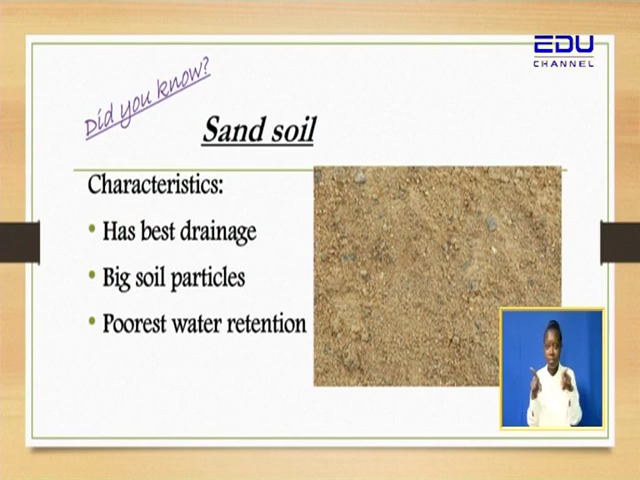 EDU
CHANNEL
Did you know?
Sand soil
Characteristics:
• Has best drainage
• Big soil particles
• Poorest water retention